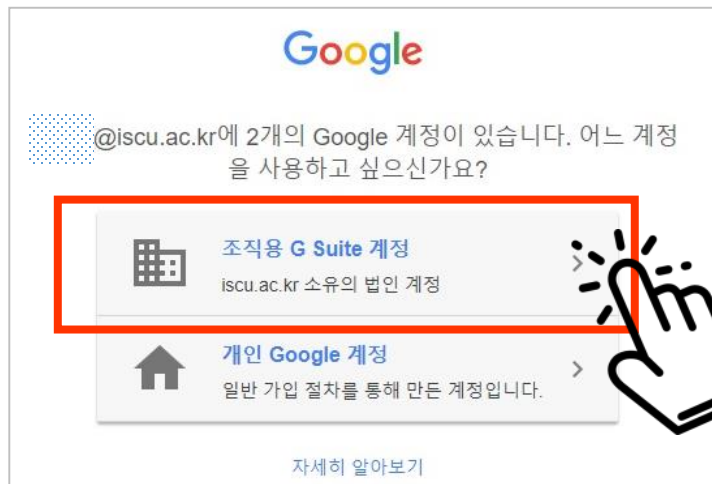 Google
@iscu.ac.kr에 2개의 Google 계정이 있습니다. 어느 계정
을 사용하고 싶으신가요?
조직용 G Suite 계정
iscu.ac.kr 소유의 법인 계정
개인 Google 계정
일반 가입 절차를 통해 만든 계정입니다.
자세히 알아보기